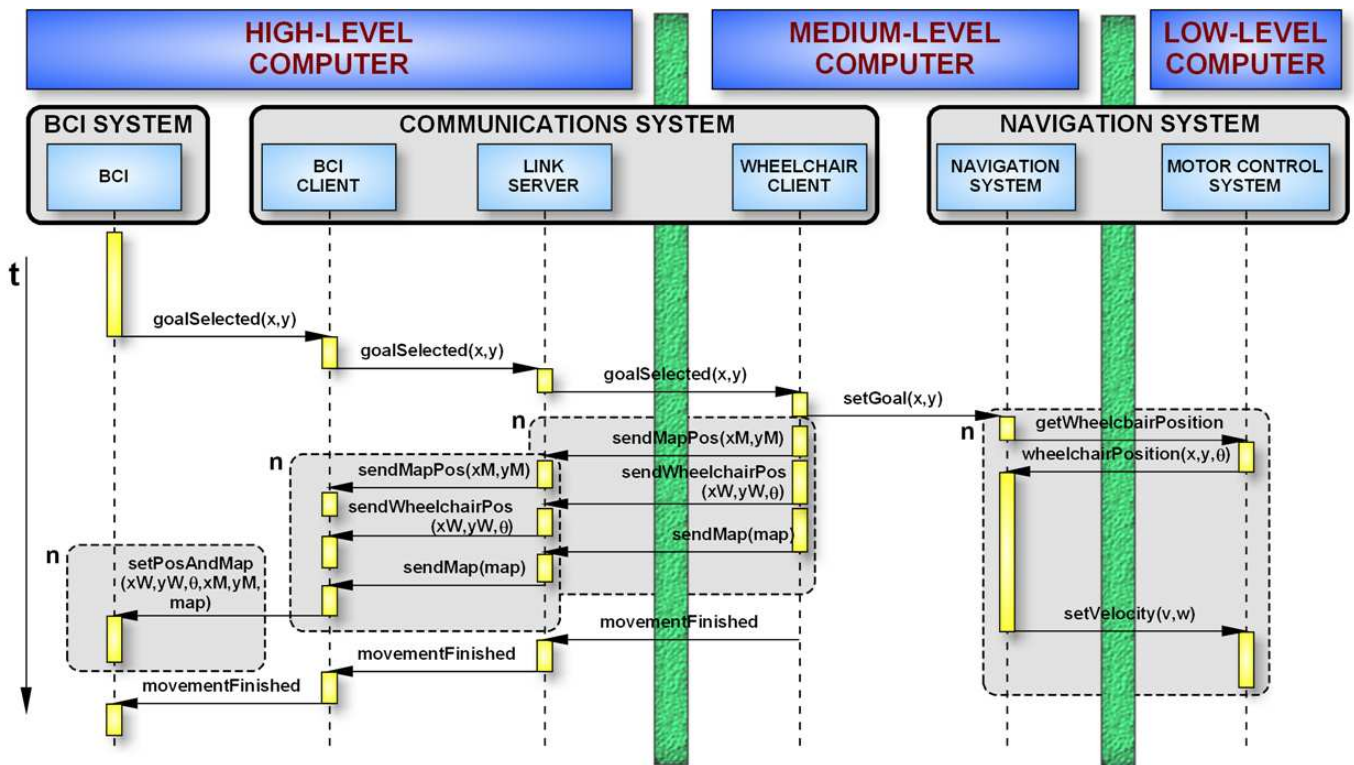 HIGH-LEVEL
COMPUTER
MEDIUM-LEVEL
COMPUTER
LOW-LEVEL
COMPUTER
BCI SYSTEM
COMMUNICATIONS SYSTEM
NAVIGATION SYSTEM
BCI
BCI
CLIENT
LINK
SERVER
WHEELCHAIR
CLIENT
NAVIGATION
SYSTEM
MOTOR CONTROL
SYSTEM
t
goalSelected(x,y)
goalSelected(x,y)
goalSelected(x,y)
setGoal(x,y)
n
getWheelcbairPosition
wheelchairPosition(x,y,θ)
setVelocity(v,w)
n
sendMapPos(xM,yM)
sendWheelchairPos
(xW,yW,θ)
sendMap(map)
n
sendMapPos(xM,yM)
sendWheelchairPos
(xW,yW,θ)
sendMap(map)
n
setPosAndMap
(xW,yW,θ,xM,yM,
map)
movementFinished
movementFinished
movementFinished